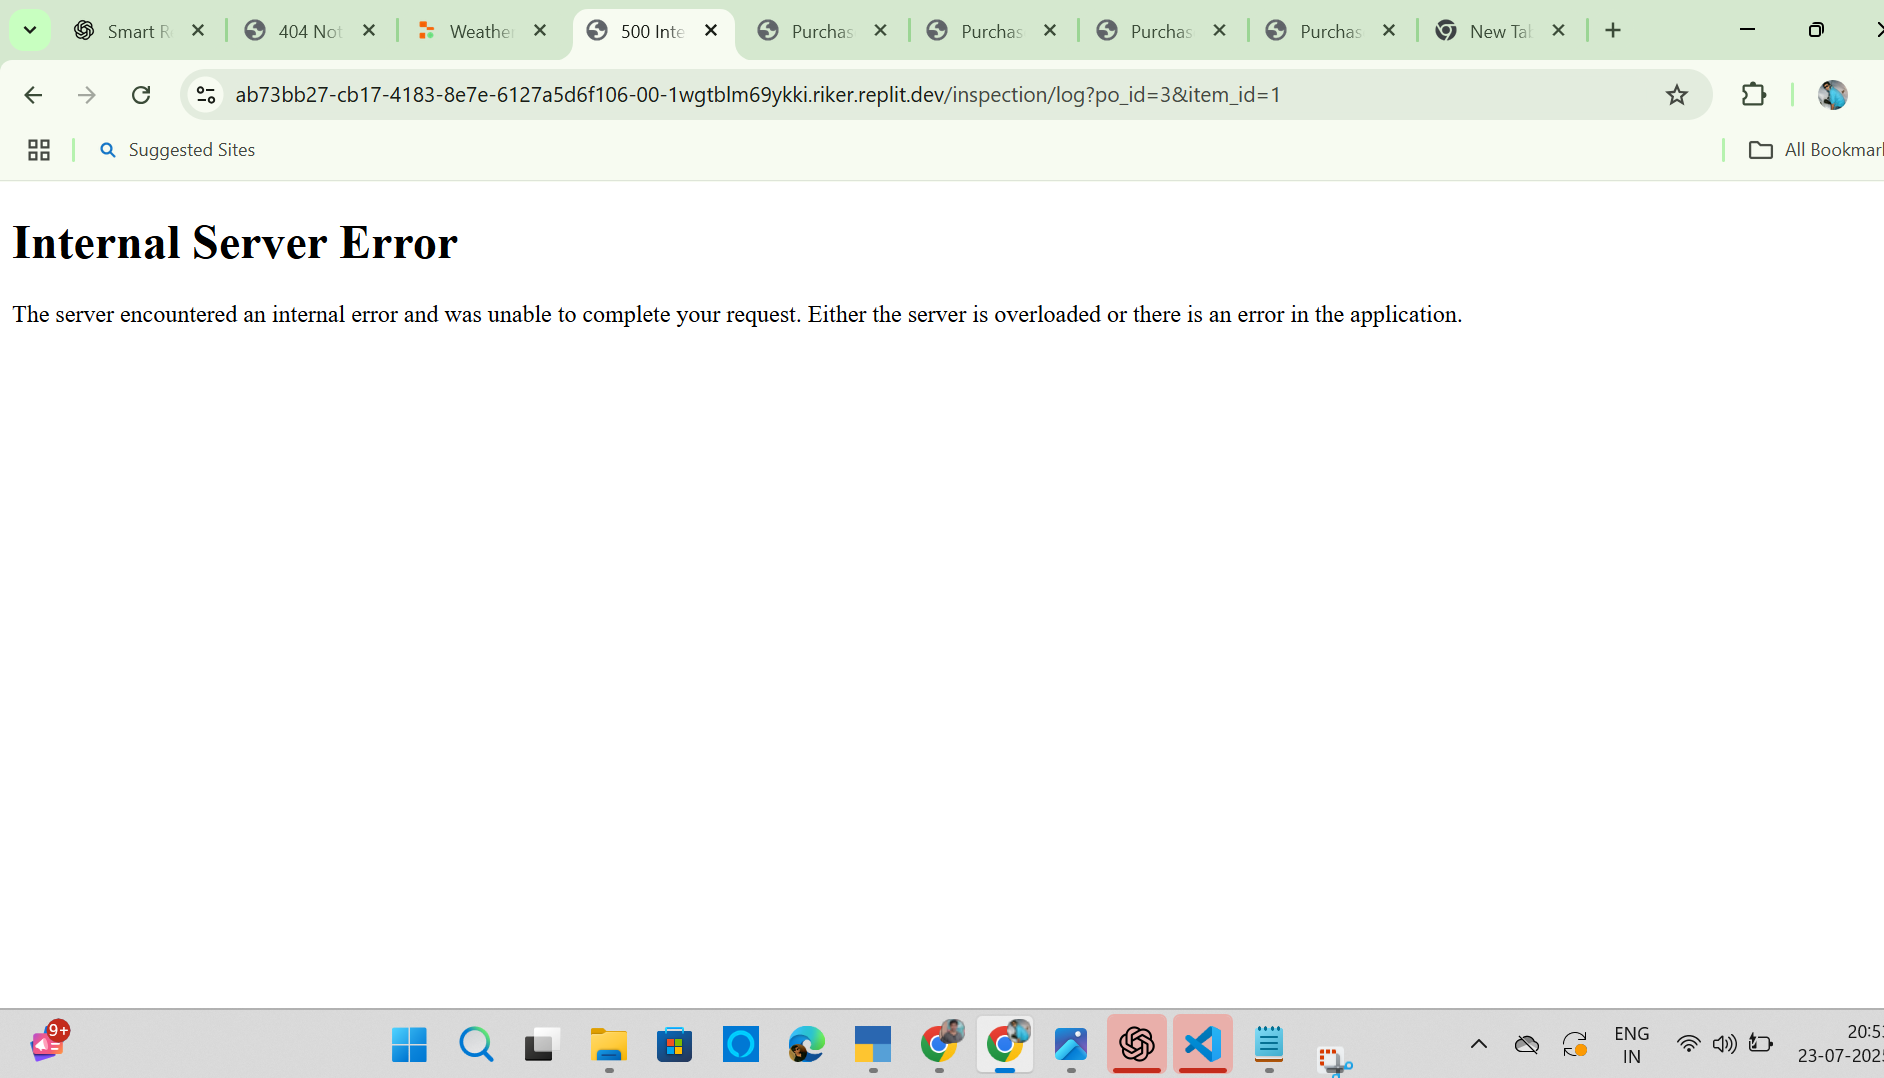 Smart R
404 Not
Weather
500 Inte
Purchas
Purchas
Purchas
Purchas
New Tab
ab73bb27-cb17-4183-8e7e-6127a5d6f106-00-1wgtblm69ykki.riker.replit.dev/inspection/log?po_id=3&item_id=1
Suggested Sites
All Bookmark
Internal Server Error
The server encountered an internal error and was unable to complete your request. Either the server is overloaded or there is an error in the application.
9+
ENG
IN
20:53
23-07-2025